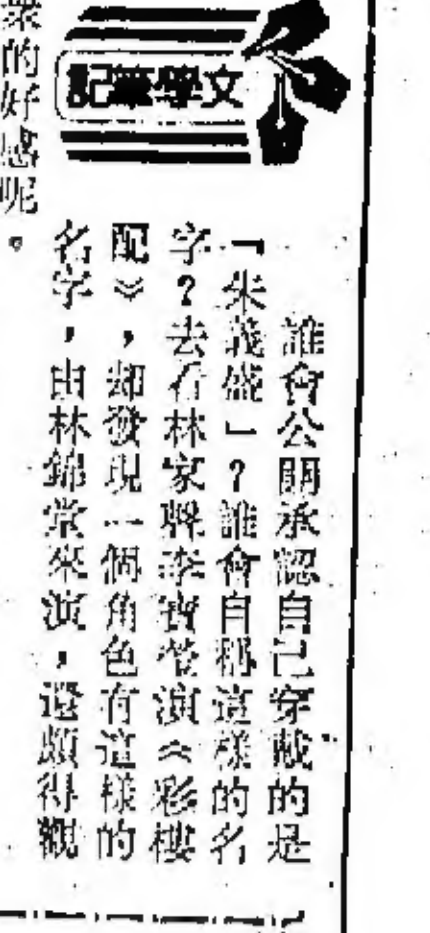 文學筆記
誰會公開承認自己穿戴的是
「朱義盛」？誰會自稱這樣的名
字？去看林家聲李寶瑩演《彩樓
配》，却發現一個角色有這樣的
名字，由林錦堂來演，還頗得觀
眾的好感呢。